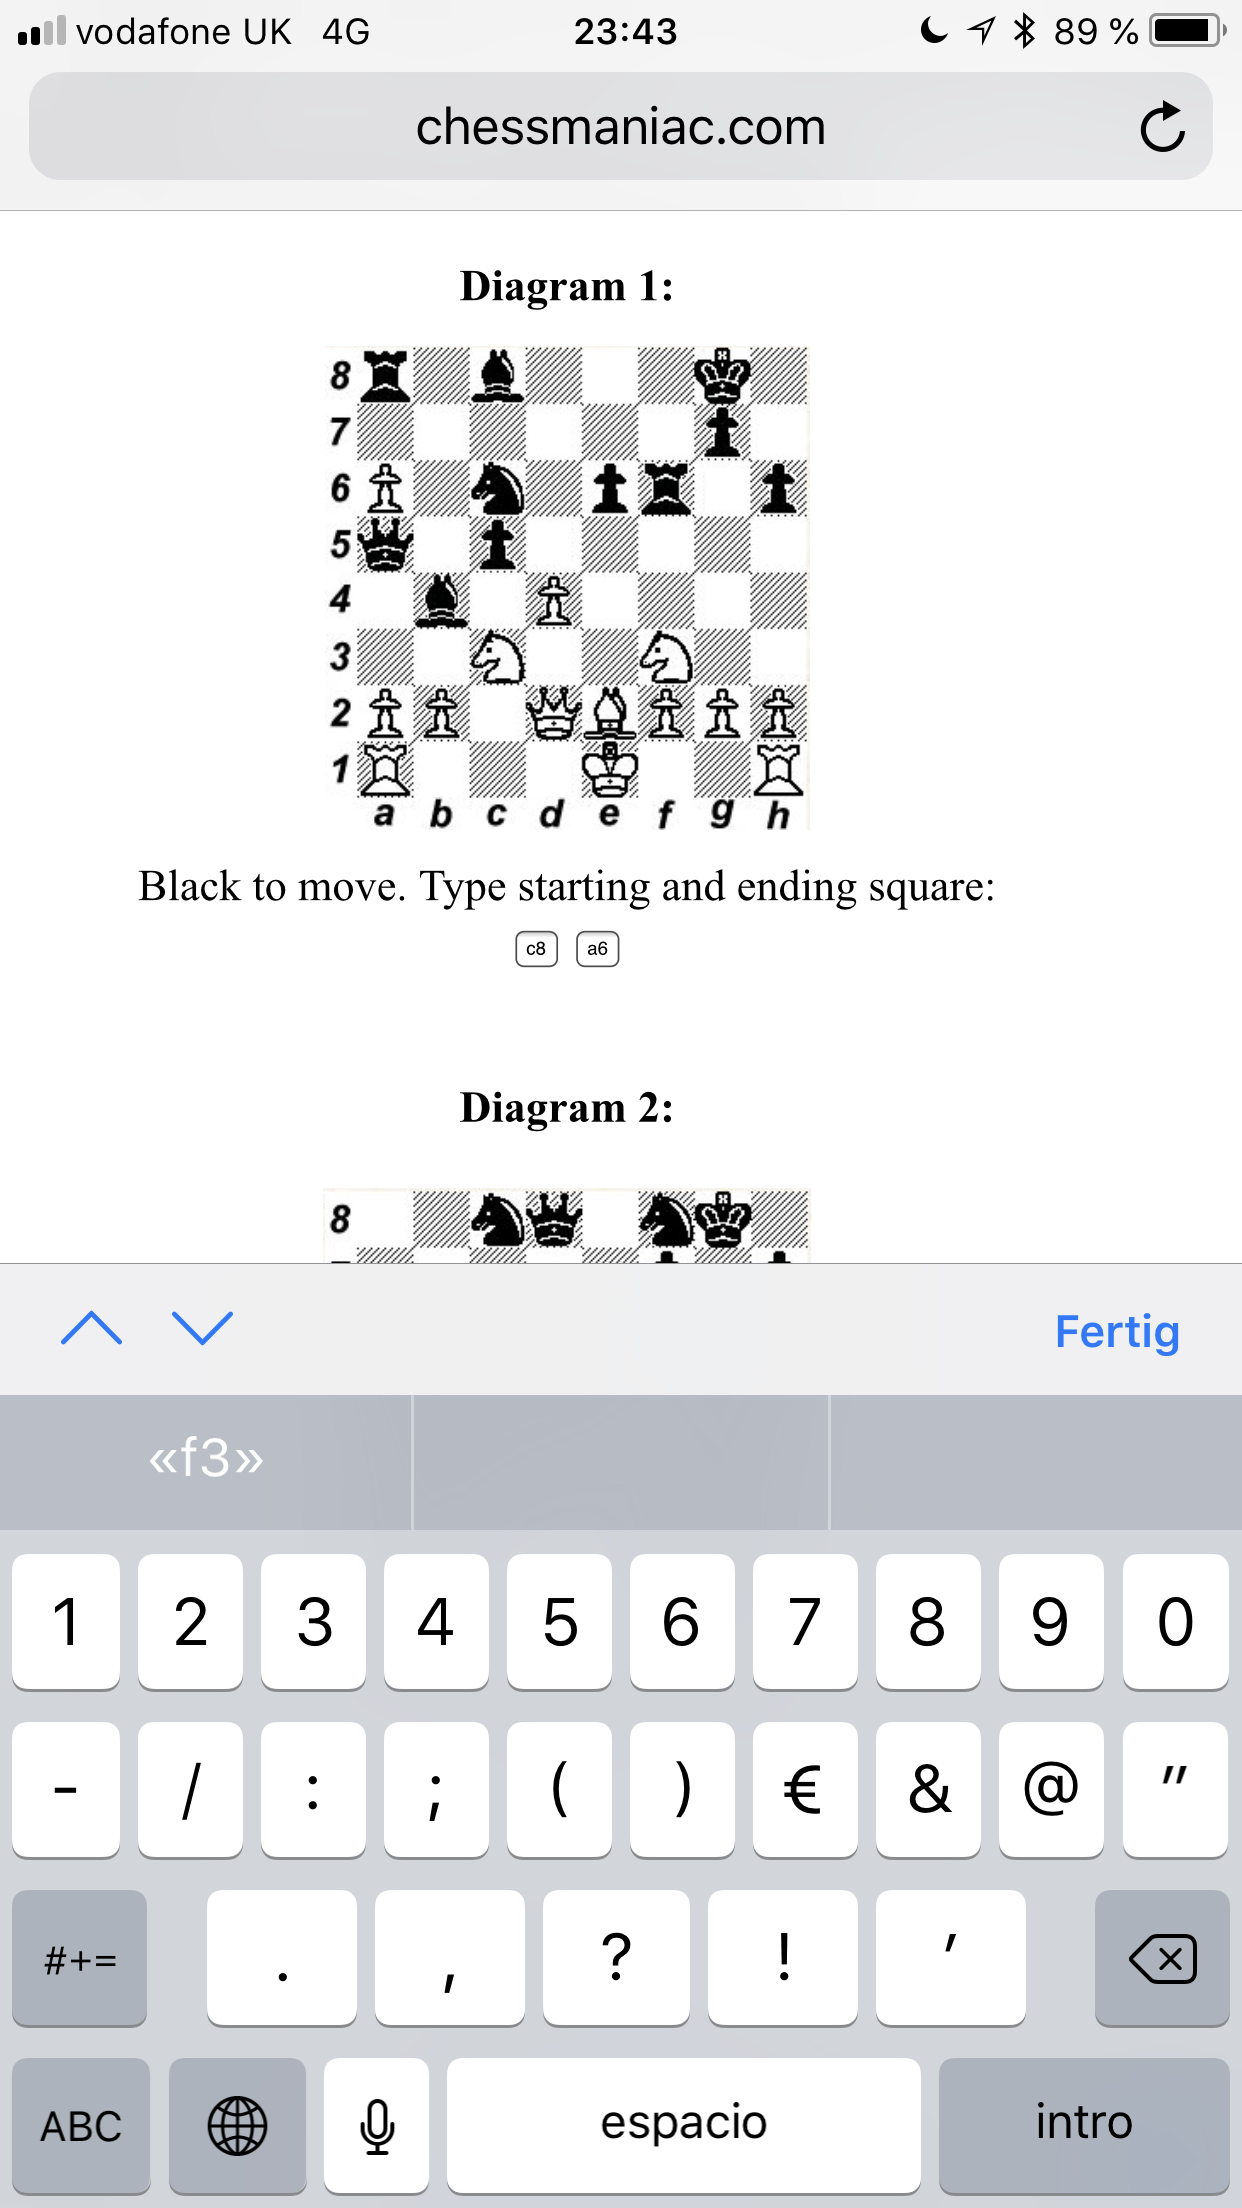 vodafone UK 4G 23:43 89 %
chessmaniac.com
Diagram 1:
8
7
6
5
4
3
2
1
a b c d e f g h
Black to move. Type starting and ending square:
c8 a6
Diagram 2:
8
Fertig
«f3»
1 2 3 4 5 6 7 8 9 0
- / : ; ( ) € & @ "
#+= . , ? ! '
ABC espacio intro